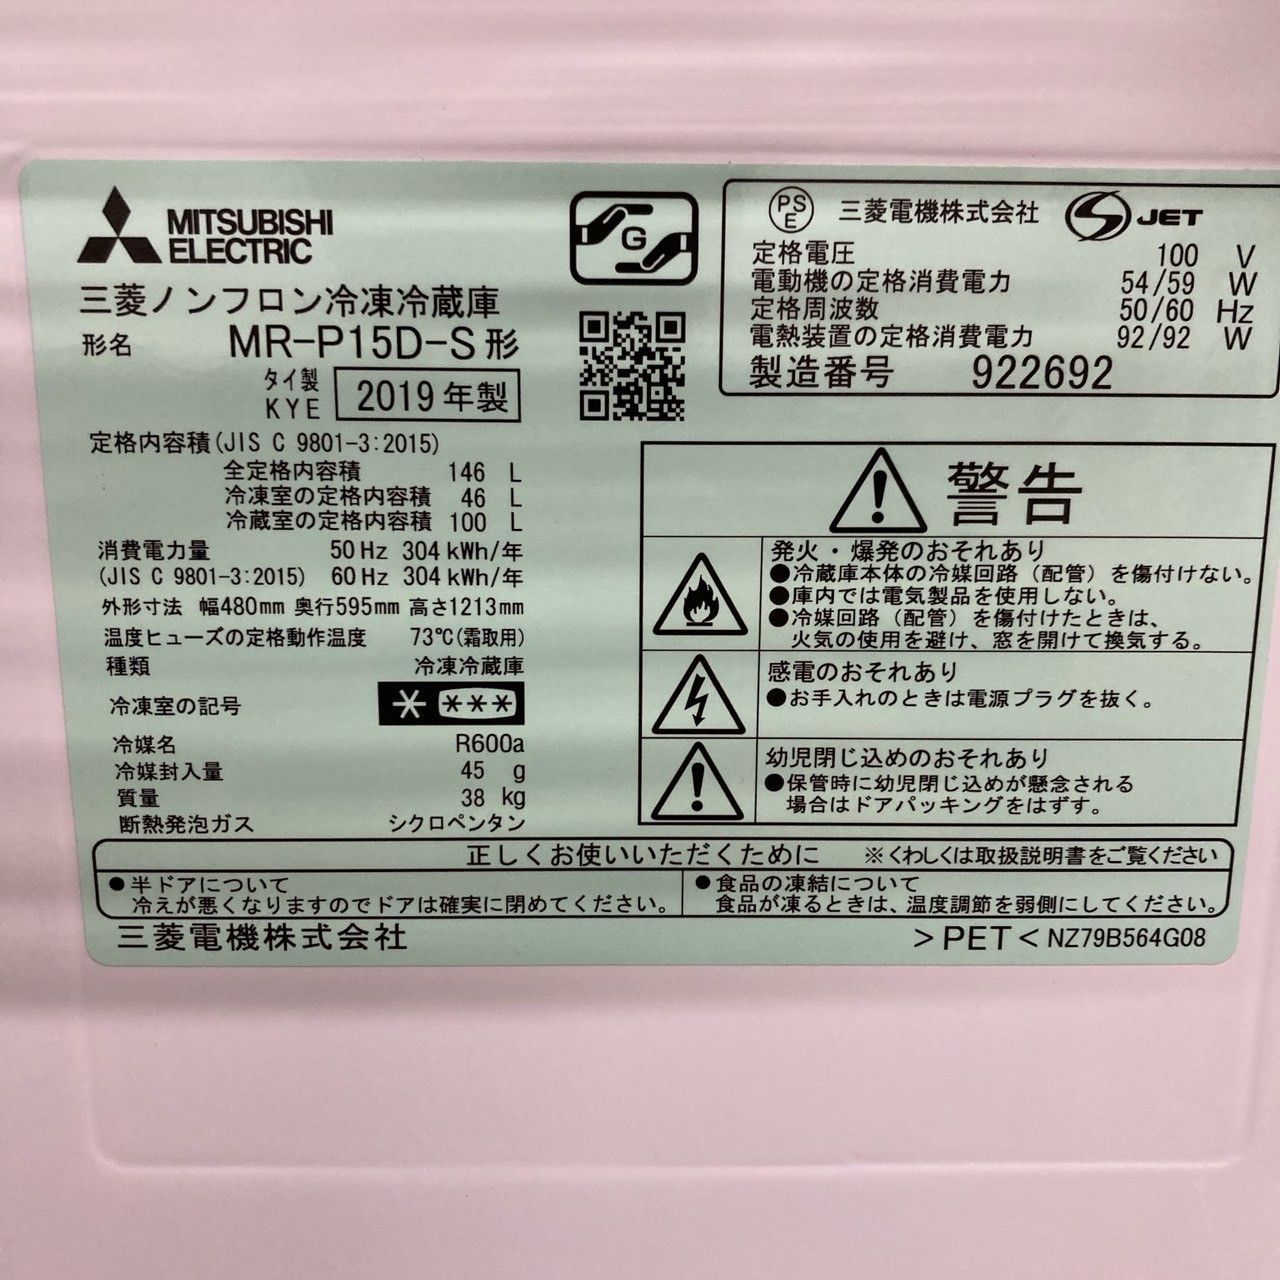 MITSUBISHI
ELECTRIC
三菱ノンフロン冷凍冷蔵庫
形名 MR-P15D-S形
タイ製
KYE 2019年製
定格内容積(JIS C 9801-3:2015)
全定格内容積 146 L
冷凍室の定格内容積 46 L
冷蔵室の定格内容積 100 L
消費電力量 50Hz 304kWh/年
(JIS C 9801-3:2015) 60Hz 304kWh/年
外形寸法 幅480mm 奥行595mm 高さ1213mm
温度ヒューズの定格動作温度 73℃(霜取用)
種類 冷凍冷蔵庫
冷凍室の記号 * ***
冷媒名 R600a
冷媒封入量 45 g
質量 38 kg
断熱発泡ガス シクロペンタン
G
PS
E 三菱電機株式会社 JET
定格電圧 100 V
電動機の定格消費電力 54/59 W
定格周波数 50/60 Hz
電熱装置の定格消費電力 92/92 W
製造番号 922692
警告
発火・爆発のおそれあり
●冷蔵庫本体の冷媒回路(配管)を傷付けない。
●庫内では電気製品を使用しない。
●冷媒回路(配管)を傷付けたときは、
火気の使用を避け、窓を開けて換気する。
感電のおそれあり
●お手入れのときは電源プラグを抜く。
幼児閉じ込めのおそれあり
●保管時に幼児閉じ込めが懸念される
場合はドアパッキングをはずす。
正しくお使いいただくために ※くわしくは取扱説明書をご覧ください
●半ドアについて
冷えが悪くなりますのでドアは確実に閉めてください。
●食品の凍結について
食品が凍るときは、温度調節を弱側にしてください。
三菱電機株式会社 >PET< NZ79B564G08